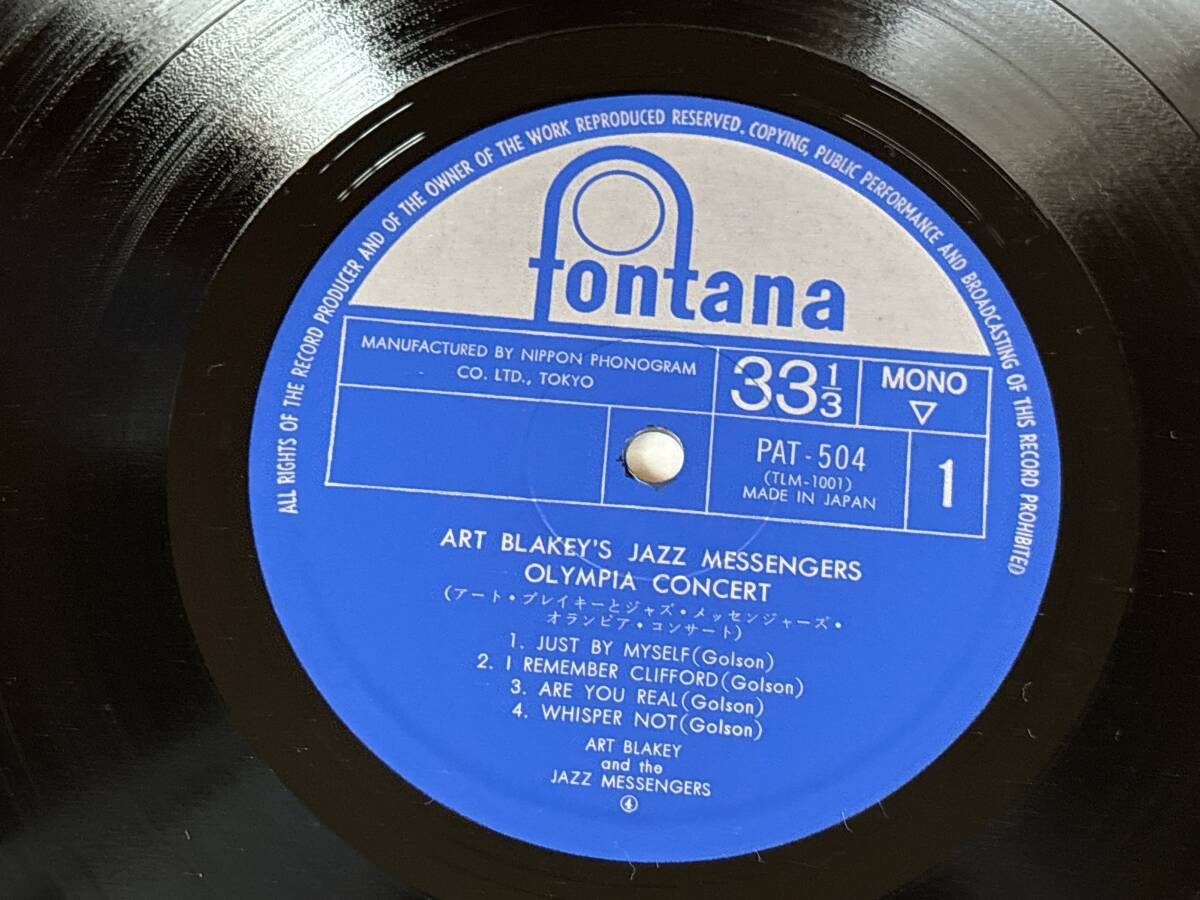 ALL RIGHTS OF THE RECORD PRODUCER AND OF THE OWNER OF THE WORK REPRODUCED RESERVED. COPYING, PUBLIC PERFORMANCE AND BROADCASTING OF THIS RECORD PROHIBITED
fontana
MANUFACTURED BY NIPPON PHONOGRAM
CO. LTD., TOKYO
33 1/3
MONO
▽
PAT-504
(TLM-1001)
MADE IN JAPAN
1
ART BLAKEY'S JAZZ MESSENGERS
OLYMPIA CONCERT
(アート・ブレイキーとジャズ・メッセンジャーズ・
オランピア・コンサート)
1. JUST BY MYSELF(Golson)
2. I REMEMBER CLIFFORD(Golson)
3. ARE YOU REAL(Golson)
4. WHISPER NOT(Golson)
ART BLAKEY
and the
JAZZ MESSENGERS
④